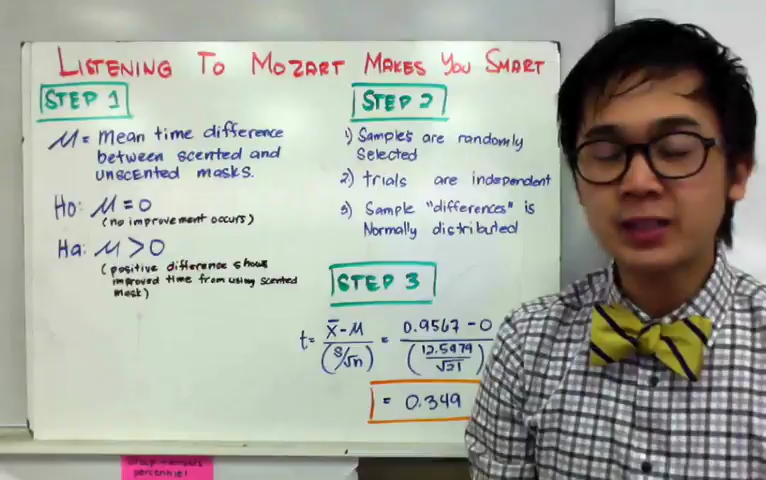 LISTENING TO MOZART MAKES YOU SMART
STEP 1
M = mean time difference
between scented and
unscented masks.
Ho: M = 0
(no improvement occurs)
Ha: M > 0
(positive difference shows
improved time from using scented
mask)
STEP 2
1) Samples are randomly
selected
2) trials are independent
3) Sample "differences" is
Normally distributed
STEP 3
t = x̄ - M / (s/√n) = 0.9567 - 0 / (12.5479 / √21)
= 0.349
percentile!